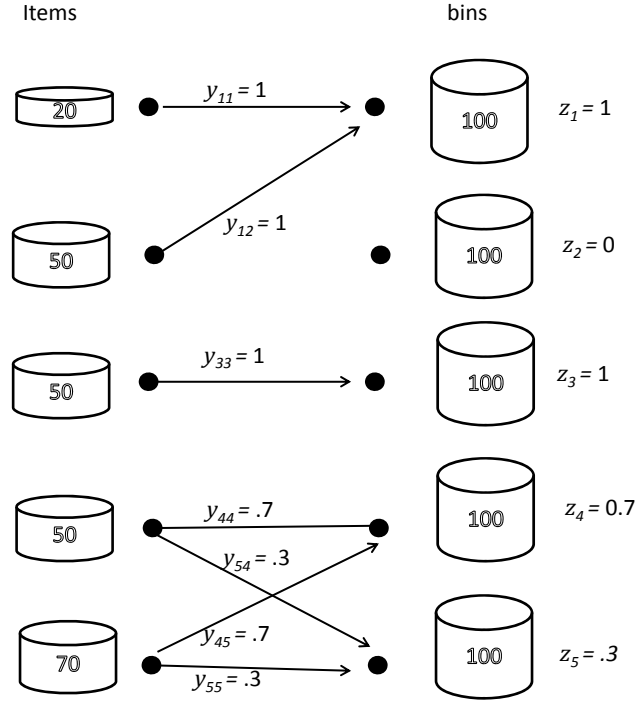 Items bins
20 y11 = 1 100 z1 = 1
50 y12 = 1 100 z2 = 0
50 y33 = 1 100 z3 = 1
50 y44 = .7 100 z4 = 0.7
y54 = .3
70 y45 = .7 100 z5 = .3
y55 = .3